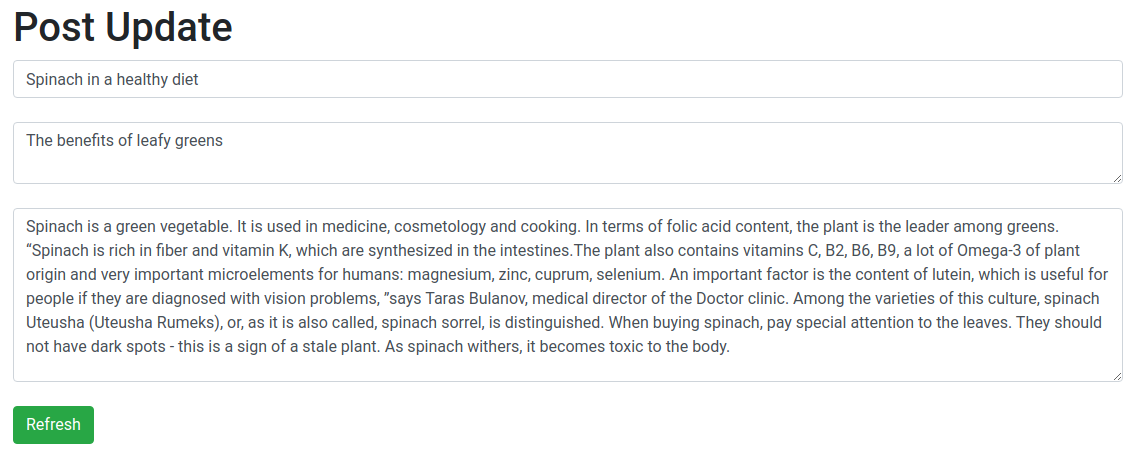 Post Update
Spinach in a healthy diet
The benefits of leafy greens
Spinach is a green vegetable. It is used in medicine, cosmetology and cooking. In terms of folic acid content, the plant is the leader among greens.
“Spinach is rich in fiber and vitamin K, which are synthesized in the intestines.The plant also contains vitamins C, B2, B6, B9, a lot of Omega-3 of plant
origin and very important microelements for humans: magnesium, zinc, cuprum, selenium. An important factor is the content of lutein, which is useful for
people if they are diagnosed with vision problems, ”says Taras Bulanov, medical director of the Doctor clinic. Among the varieties of this culture, spinach
Uteusha (Uteusha Rumeks), or, as it is also called, spinach sorrel, is distinguished. When buying spinach, pay special attention to the leaves. They should
not have dark spots - this is a sign of a stale plant. As spinach withers, it becomes toxic to the body.
Refresh